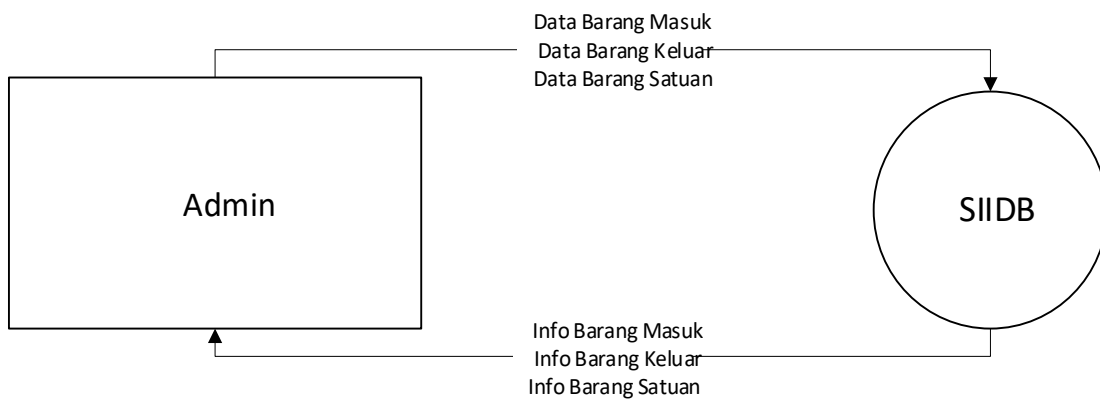 Data Barang Masuk
Data Barang Keluar
Data Barang Satuan
Admin
SIIDB
Info Barang Masuk
Info Barang Keluar
Info Barang Satuan